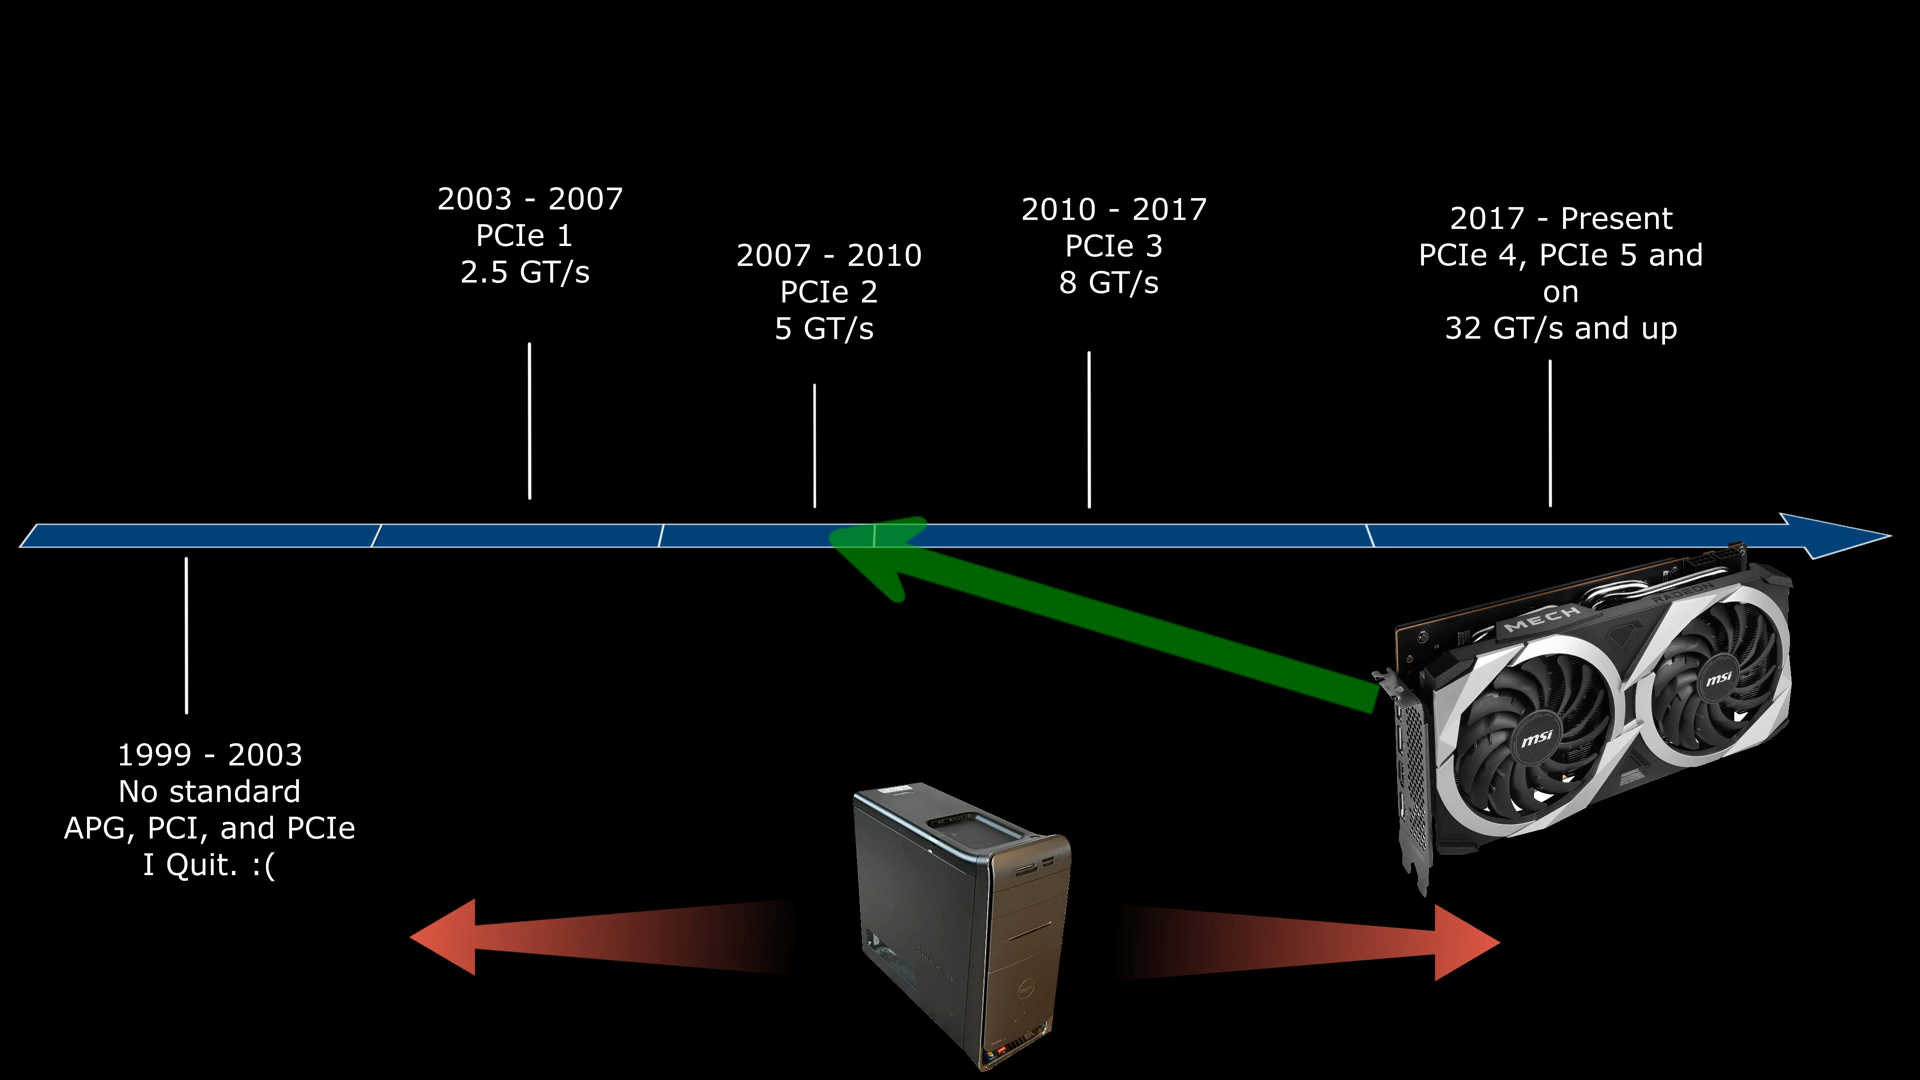 2003 - 2007
PCIe 1
2.5 GT/s
2007 - 2010
PCIe 2
5 GT/s
2010 - 2017
PCIe 3
8 GT/s
2017 - Present
PCIe 4, PCIe 5 and
on
32 GT/s and up
1999 - 2003
No standard
APG, PCI, and PCIe
I Quit. :(
MECH
RADEON
msi
msi